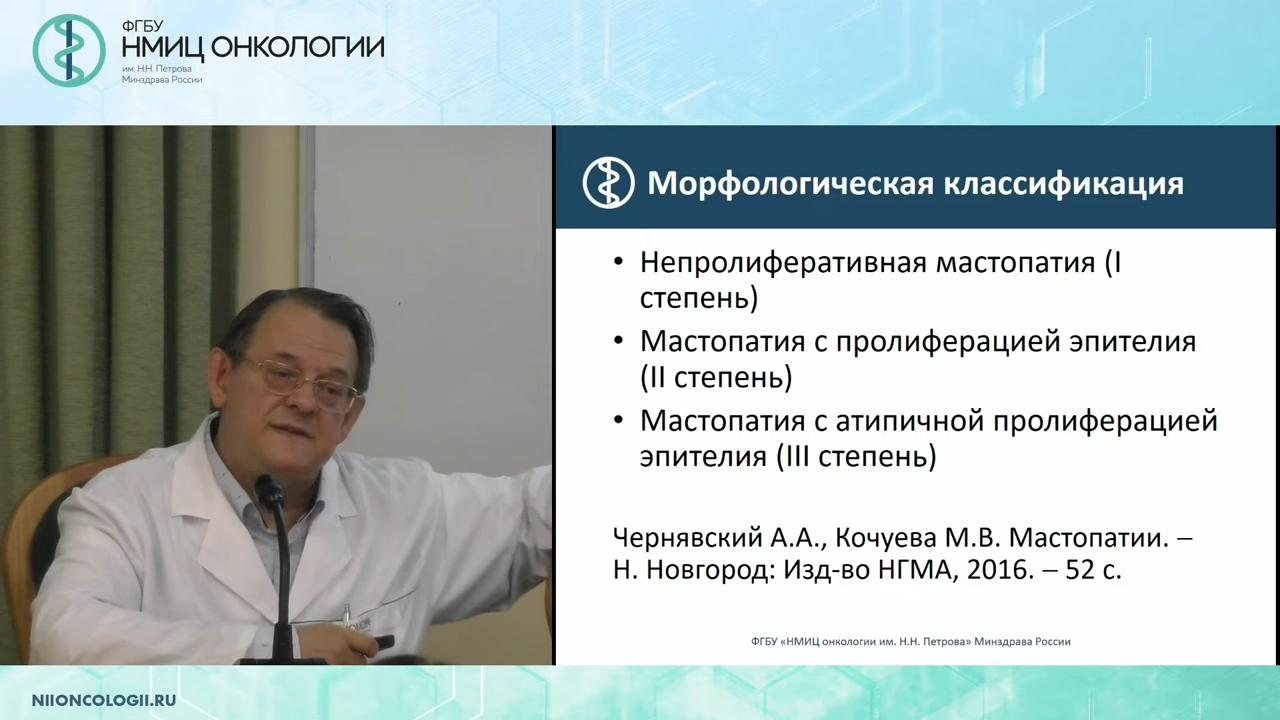 ФГБУ
НМИЦ ОНКОЛОГИИ
им. Н.Н. Петрова
Минздрава России
Морфологическая классификация
• Непролиферативная мастопатия (I
степень)
• Мастопатия с пролиферацией эпителия
(II степень)
• Мастопатия с атипичной пролиферацией
эпителия (III степень)
Чернявский А.А., Кочуева М.В. Мастопатии. –
Н. Новгород: Изд-во НГМА, 2016. – 52 с.
ФГБУ «НМИЦ онкологии им. Н.Н. Петрова» Минздрава России
NIIONCOLOGII.RU